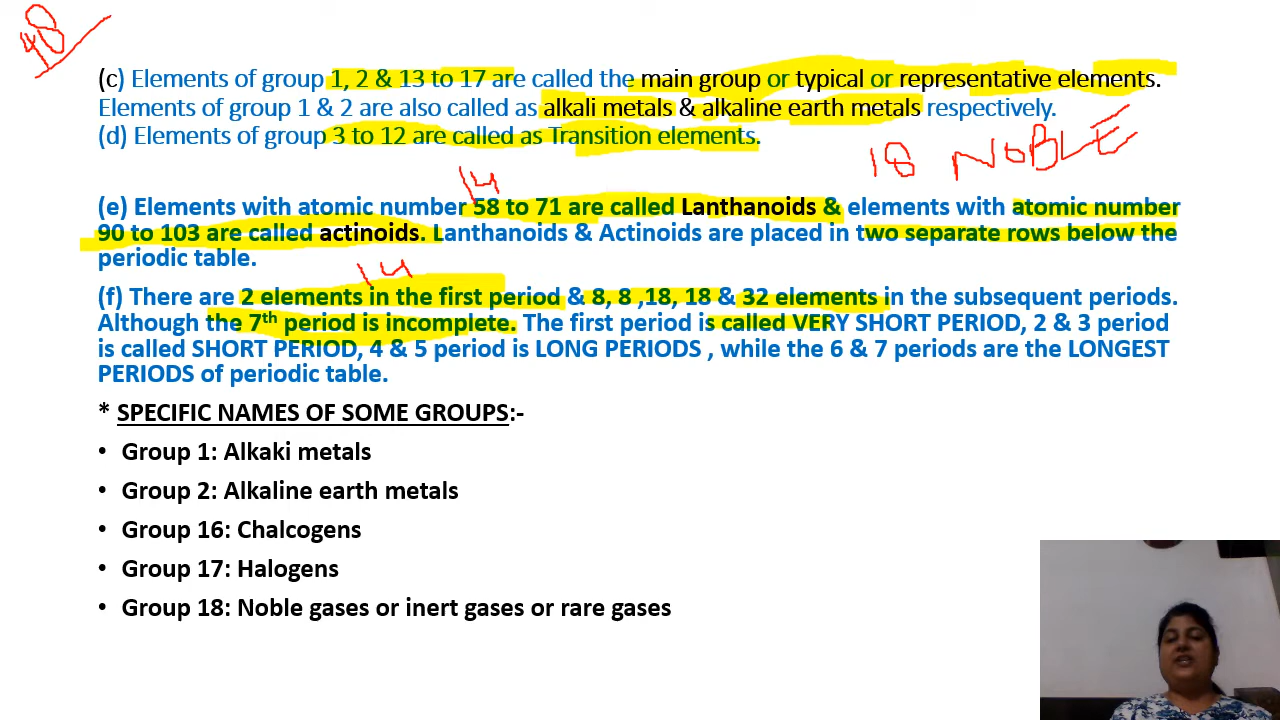 48
(c) Elements of group 1, 2 & 13 to 17 are called the main group or typical or representative elements.
Elements of group 1 & 2 are also called as alkali metals & alkaline earth metals respectively.
(d) Elements of group 3 to 12 are called as Transition elements.
18 NOBLE
14
(e) Elements with atomic number 58 to 71 are called Lanthanoids & elements with atomic number
90 to 103 are called actinoids. Lanthanoids & Actinoids are placed in two separate rows below the
periodic table.
14
(f) There are 2 elements in the first period & 8, 8 ,18, 18 & 32 elements in the subsequent periods.
Although the 7th period is incomplete. The first period is called VERY SHORT PERIOD, 2 & 3 period
is called SHORT PERIOD, 4 & 5 period is LONG PERIODS , while the 6 & 7 periods are the LONGEST
PERIODS of periodic table.
* SPECIFIC NAMES OF SOME GROUPS:-
• Group 1: Alkaki metals
• Group 2: Alkaline earth metals
• Group 16: Chalcogens
• Group 17: Halogens
• Group 18: Noble gases or inert gases or rare gases